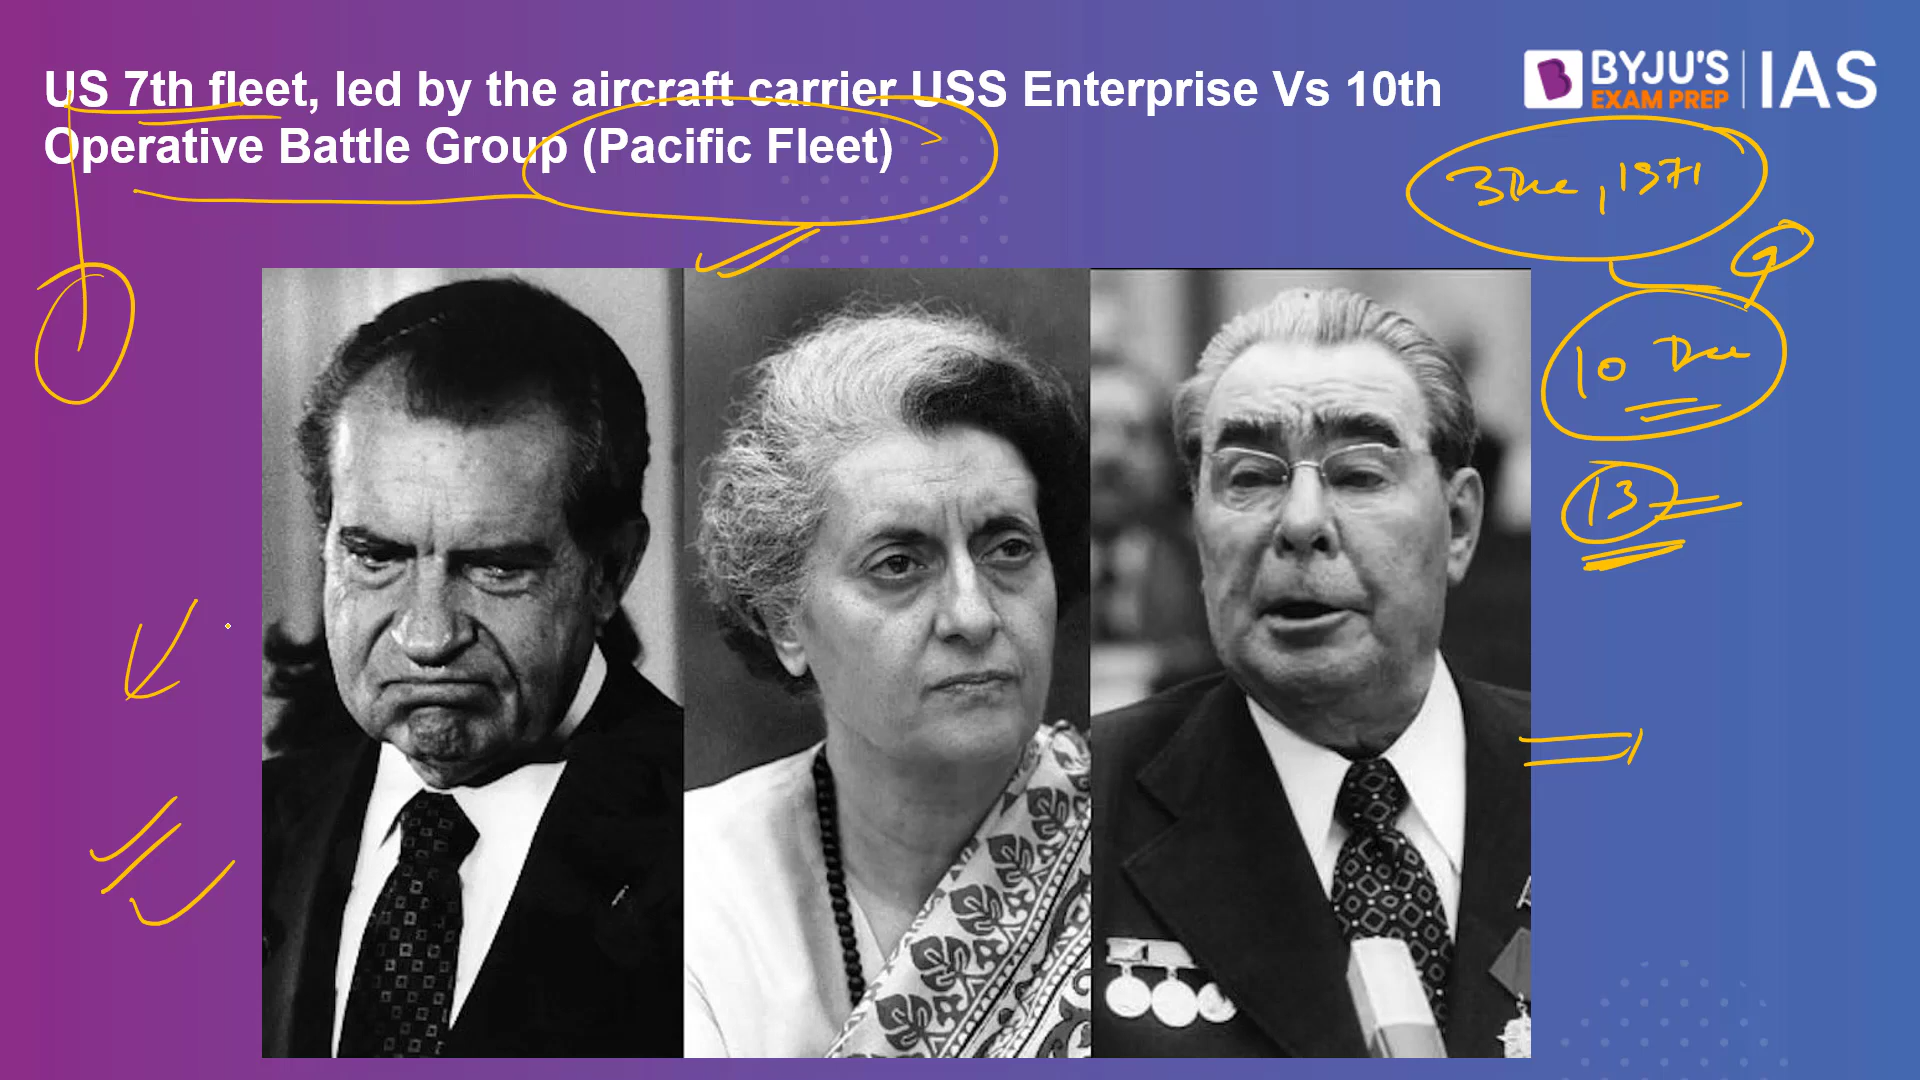 US 7th fleet, led by the aircraft carrier USS Enterprise Vs 10th
Operative Battle Group (Pacific Fleet)
BYJU'S
EXAM PREP
IAS
3 Dec, 1971
9
10 Dec
13